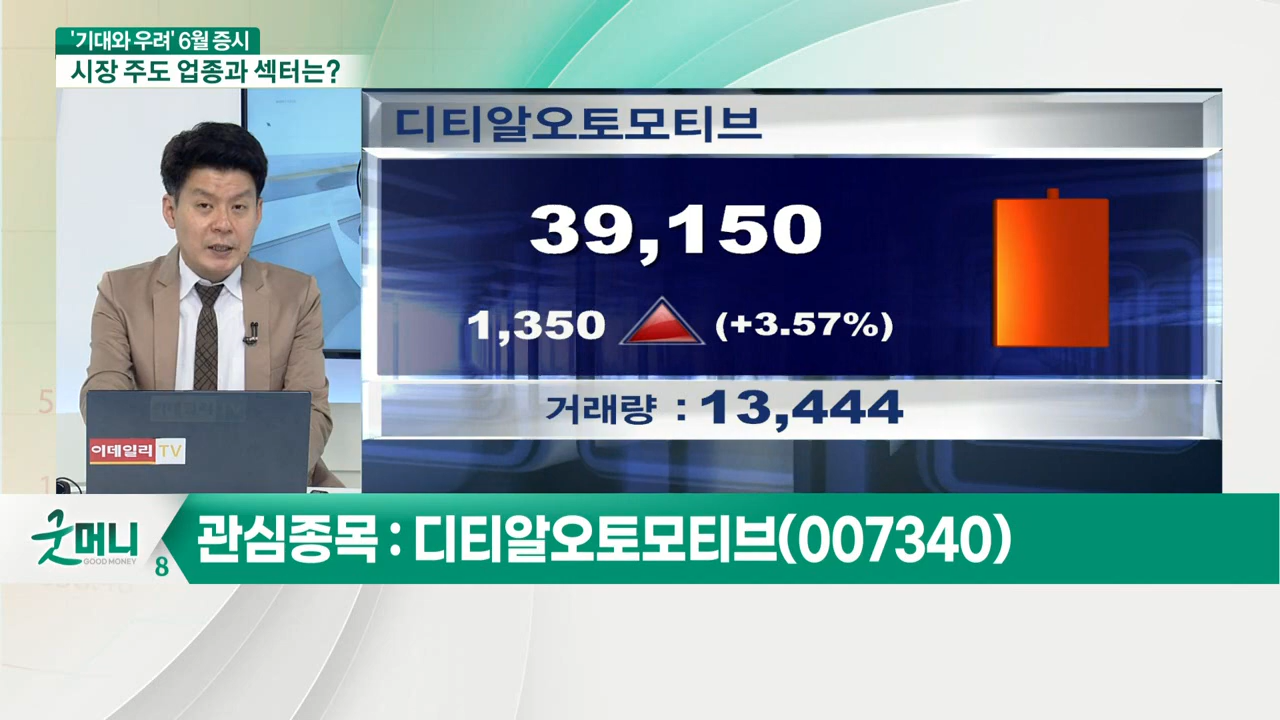 '기대와 우려' 6월 증시
시장 주도 업종과 섹터는?
디티알오토모티브
39,150
1,350 (+3.57%)
거래량 : 13,444
이데일리 TV
굿머니
GOOD MONEY
8
관심종목 : 디티알오토모티브(007340)
5
1